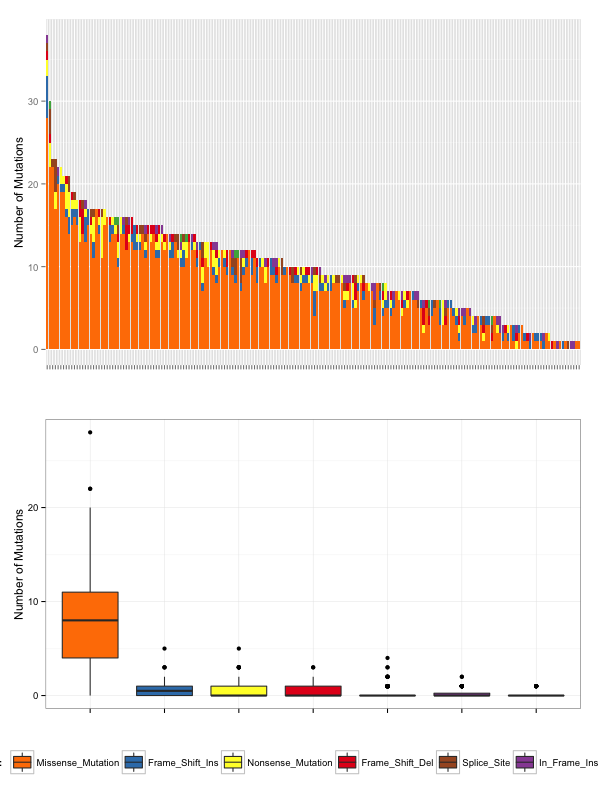 Number of Mutations
30
20
10
0
Number of Mutations
20
10
0
Missense_Mutation Frame_Shift_Ins Nonsense_Mutation Frame_Shift_Del Splice_Site In_Frame_Ins